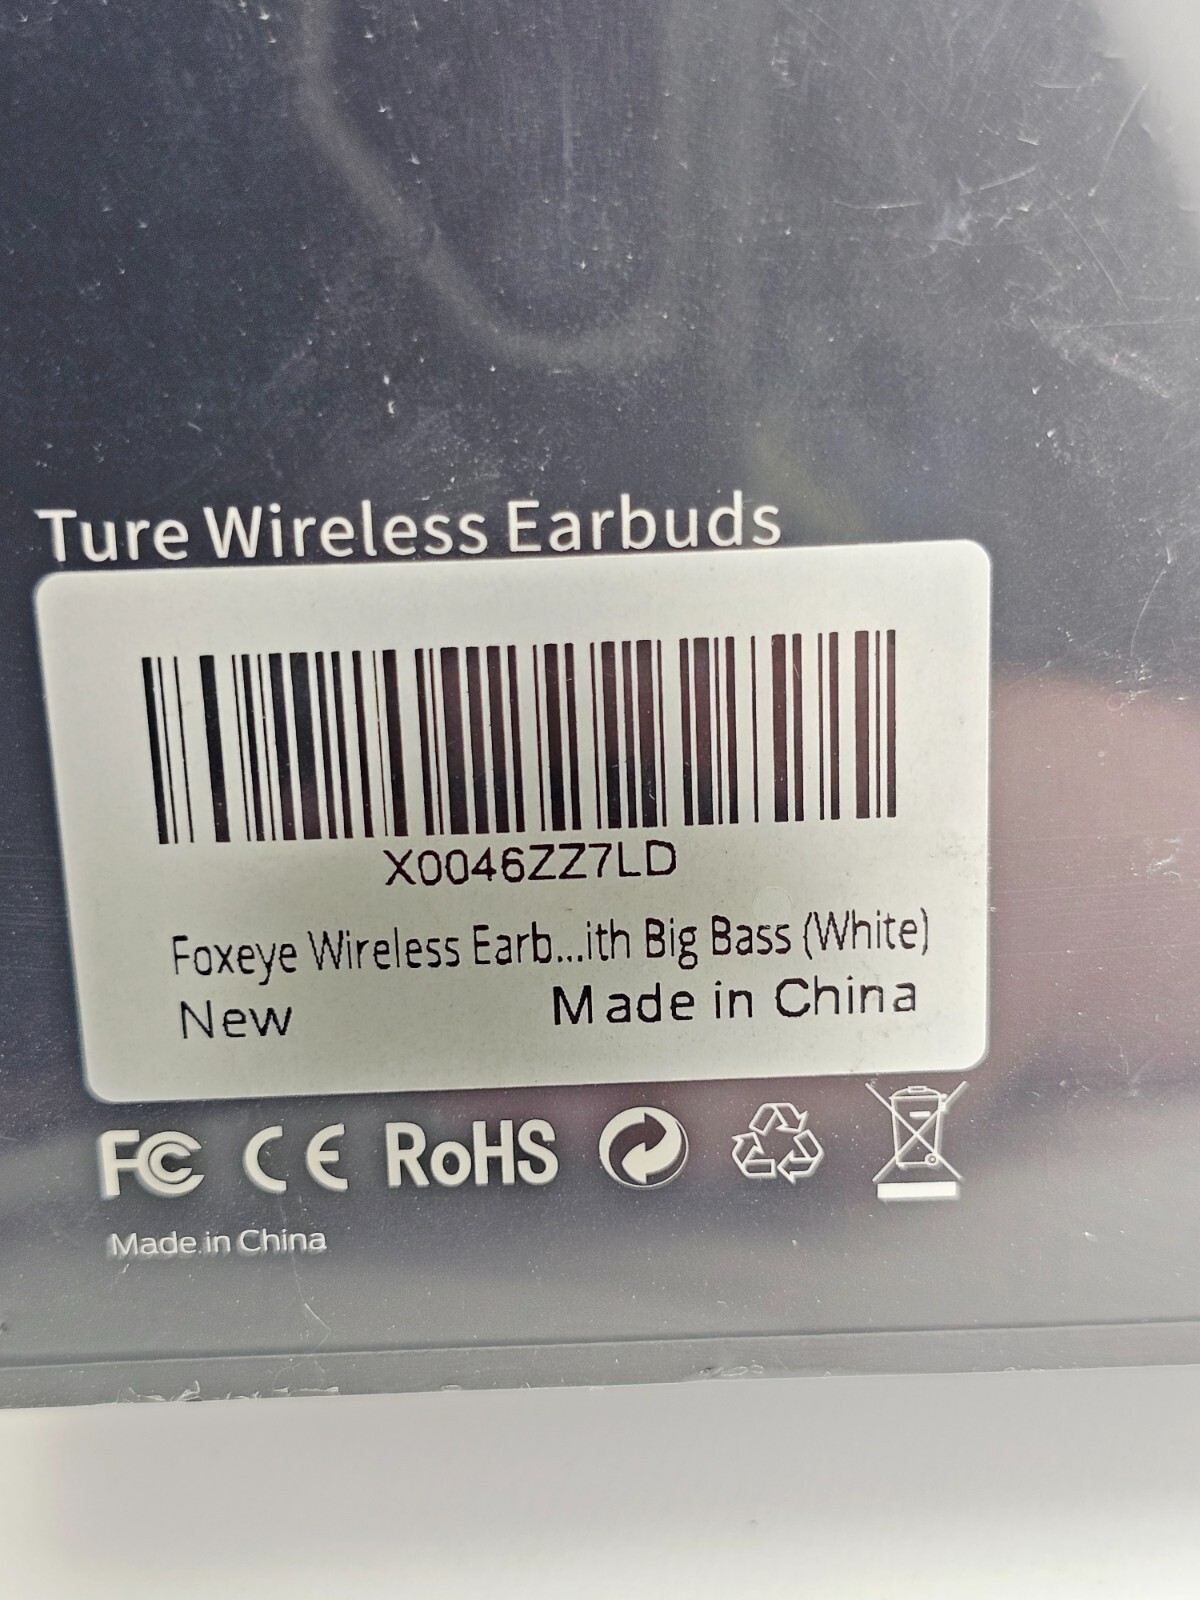 Ture Wireless Earbuds
X0046ZZ7LD
Foxeye Wireless Earb...ith Big Bass (White)
New Made in China
FC CE RoHS
Made in China